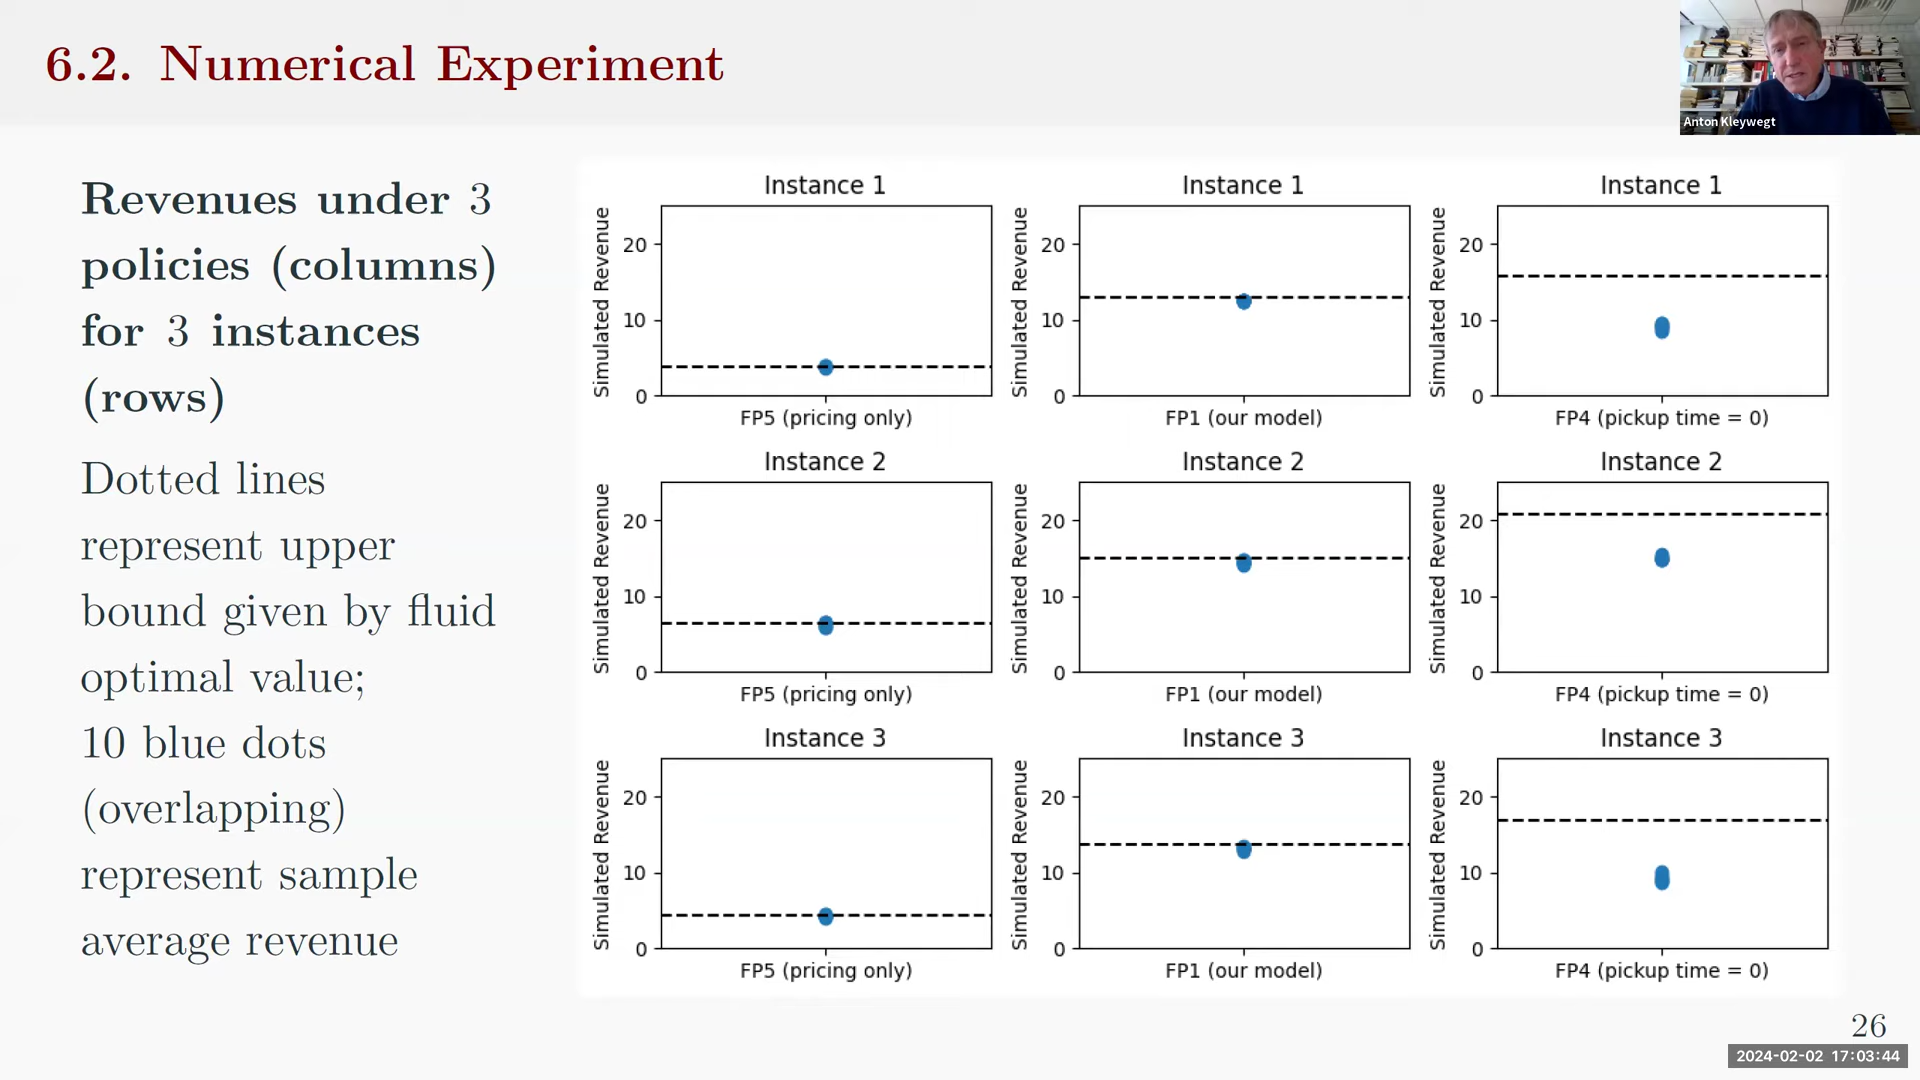 6.2. Numerical Experiment
Anton Kleywegt
Revenues under 3
policies (columns)
for 3 instances
(rows)
Dotted lines
represent upper
bound given by fluid
optimal value;
10 blue dots
(overlapping)
represent sample
average revenue
Instance 1
Simulated Revenue
20
10
0
FP5 (pricing only)
Instance 1
Simulated Revenue
20
10
0
FP1 (our model)
Instance 1
Simulated Revenue
20
10
0
FP4 (pickup time = 0)
Instance 2
Simulated Revenue
20
10
0
FP5 (pricing only)
Instance 2
Simulated Revenue
20
10
0
FP1 (our model)
Instance 2
Simulated Revenue
20
10
0
FP4 (pickup time = 0)
Instance 3
Simulated Revenue
20
10
0
FP5 (pricing only)
Instance 3
Simulated Revenue
20
10
0
FP1 (our model)
Instance 3
Simulated Revenue
20
10
0
FP4 (pickup time = 0)
26
2024-02-02 17:03:44